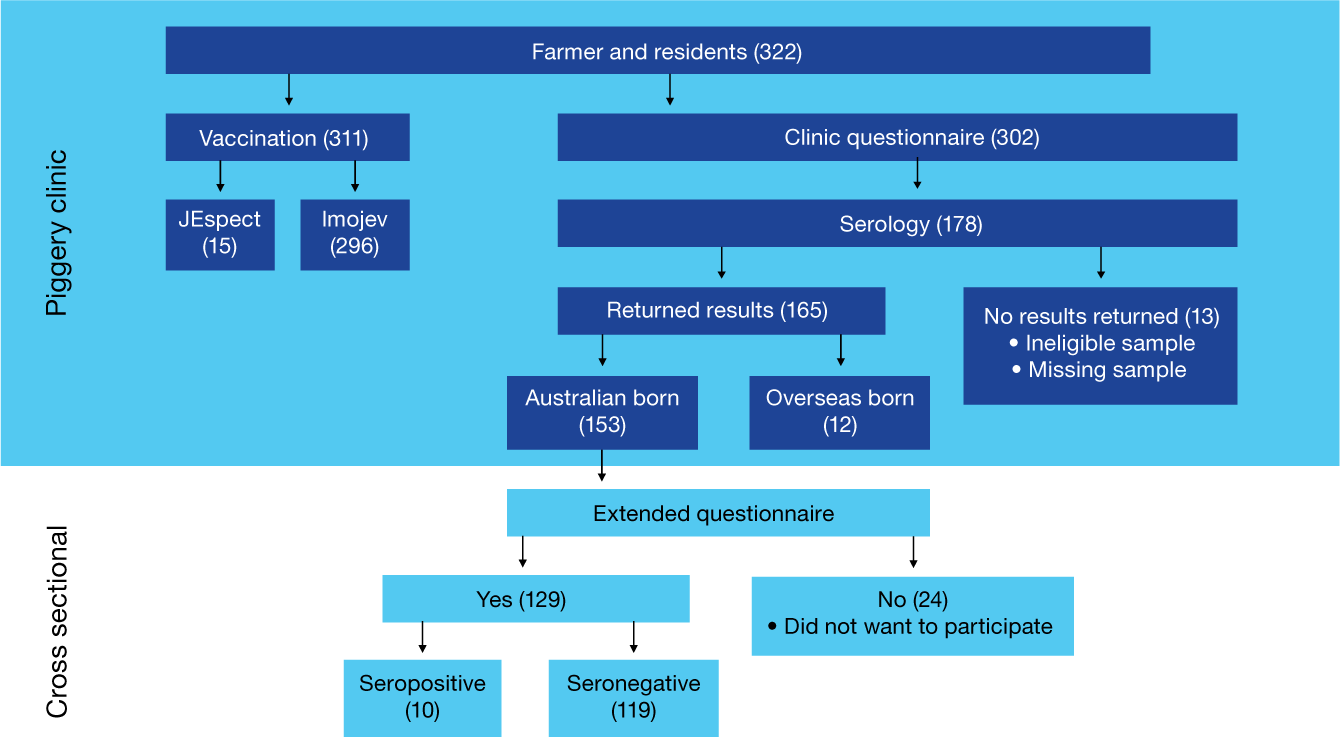 Piggery clinic
Farmer and residents (322)
Vaccination (311)
Clinic questionnaire (302)
JEspect
(15)
Imojev
(296)
Serology (178)
Returned results (165)
No results returned (13)
• Ineligible sample
• Missing sample
Australian born
(153)
Overseas born
(12)
Cross sectional
Extended questionnaire
Yes (129)
No (24)
• Did not want to participate
Seropositive
(10)
Seronegative
(119)